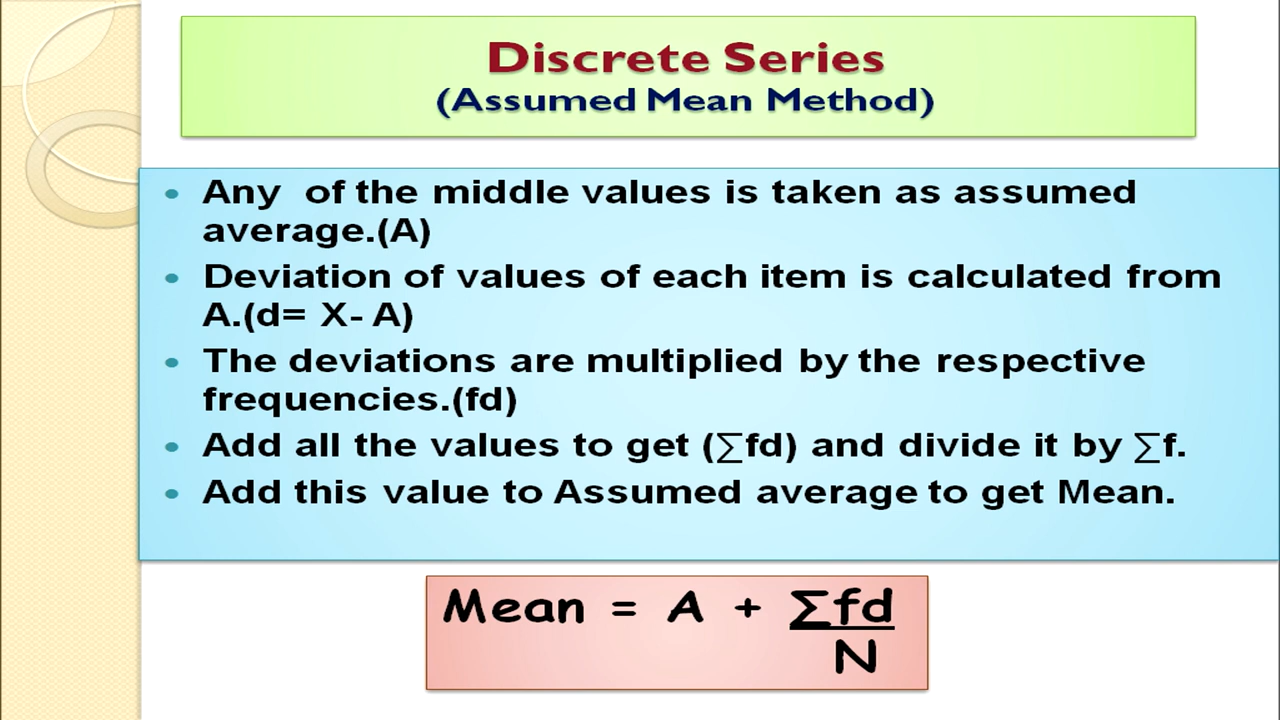 Discrete Series
(Assumed Mean Method)
• Any of the middle values is taken as assumed
average.(A)
• Deviation of values of each item is calculated from
A.(d= X- A)
• The deviations are multiplied by the respective
frequencies.(fd)
• Add all the values to get (∑fd) and divide it by ∑f.
• Add this value to Assumed average to get Mean.
Mean = A + ∑fd
N